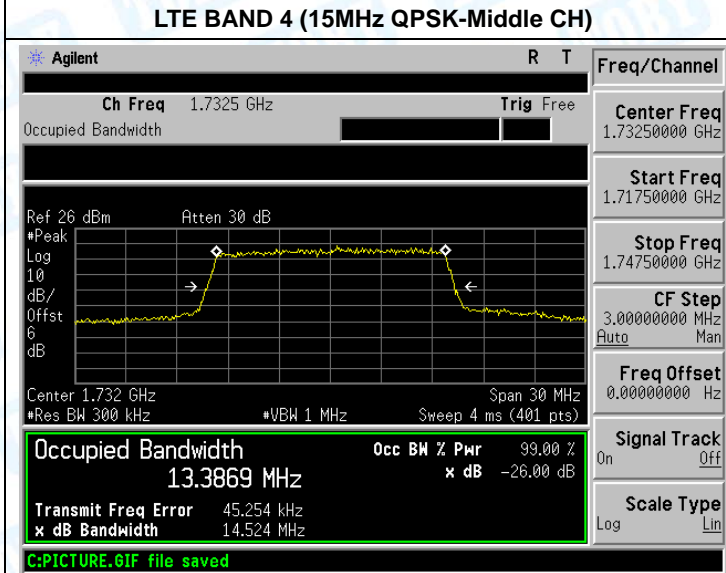 LTE BAND 4 (15MHz QPSK-Middle CH)
Agilent R T
Ch Freq 1.7325 GHz Trig Free
Occupied Bandwidth
Ref 26 dBm Atten 30 dB
#Peak
Log
10
dB/
Offst
6
dB
Center 1.732 GHz Span 30 MHz
#Res BW 300 kHz #VBW 1 MHz Sweep 4 ms (401 pts)
Occupied Bandwidth Occ BW % Pwr 99.00 %
13.3869 MHz x dB -26.00 dB
Transmit Freq Error 45.254 kHz
x dB Bandwidth 14.524 MHz
C:PICTURE.GIF file saved
Freq/Channel
Center Freq
1.73250000 GHz
Start Freq
1.71750000 GHz
Stop Freq
1.74750000 GHz
CF Step
3.00000000 MHz
Auto Man
Freq Offset
0.00000000 Hz
Signal Track
On Off
Scale Type
Log Lin